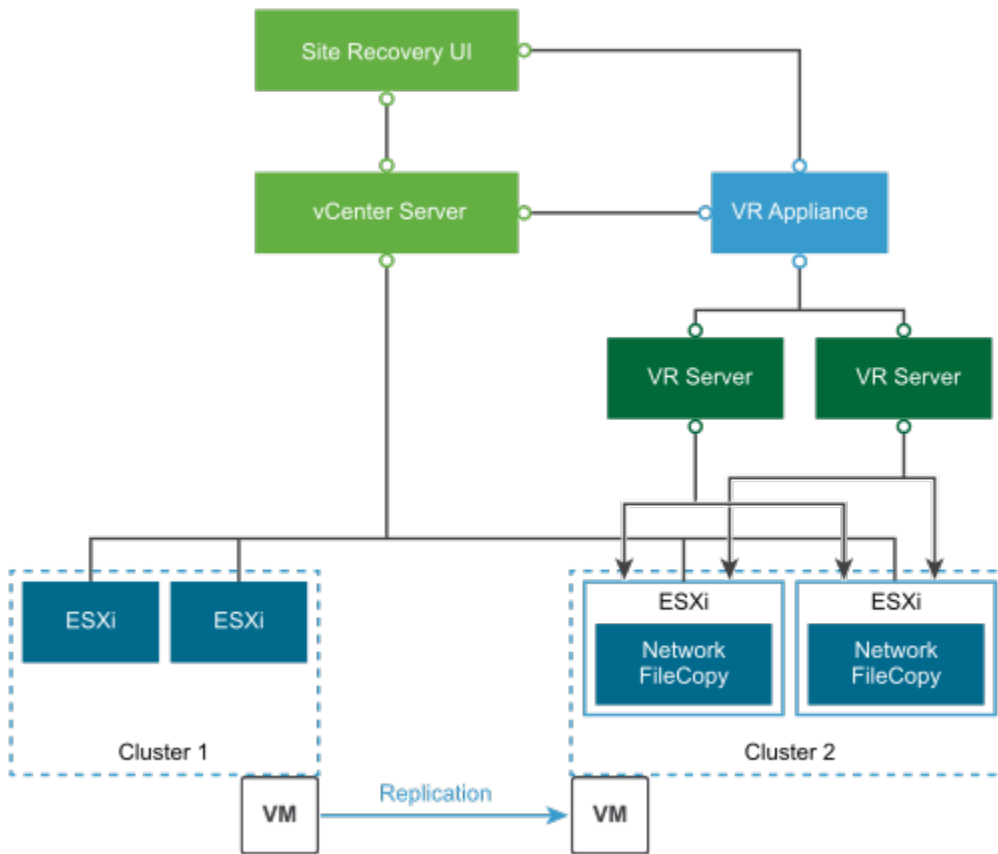 Site Recovery UI
vCenter Server
VR Appliance
VR Server
VR Server
ESXi
ESXi
ESXi
Network
FileCopy
ESXi
Network
FileCopy
Cluster 1
Cluster 2
VM
Replication
VM